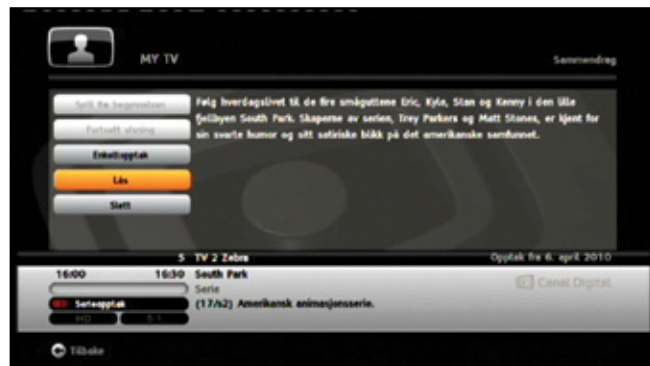 MY TV
Sammendrag
Spill fra begynnelsen
Fortsett visning
Enkeltopptak
Lås
Slett
Følg hverdagslivet til de fire småguttene Eric, Kyle, Stan og Kenny i den lille
fjellbyen South Park. Skaperne av serien, Trey Parkers og Matt Stones, er kjent for
sin svarte humor og sitt satiriske blikk på det amerikanske samfunnet.
5 TV 2 Zebra
Opptak fra 6. april 2010
16:00 16:30 South Park
Serie
Canal Digital
Serieopptak
(17/s2) Amerikansk animasjonsserie.
HD 5.1
Tilbake